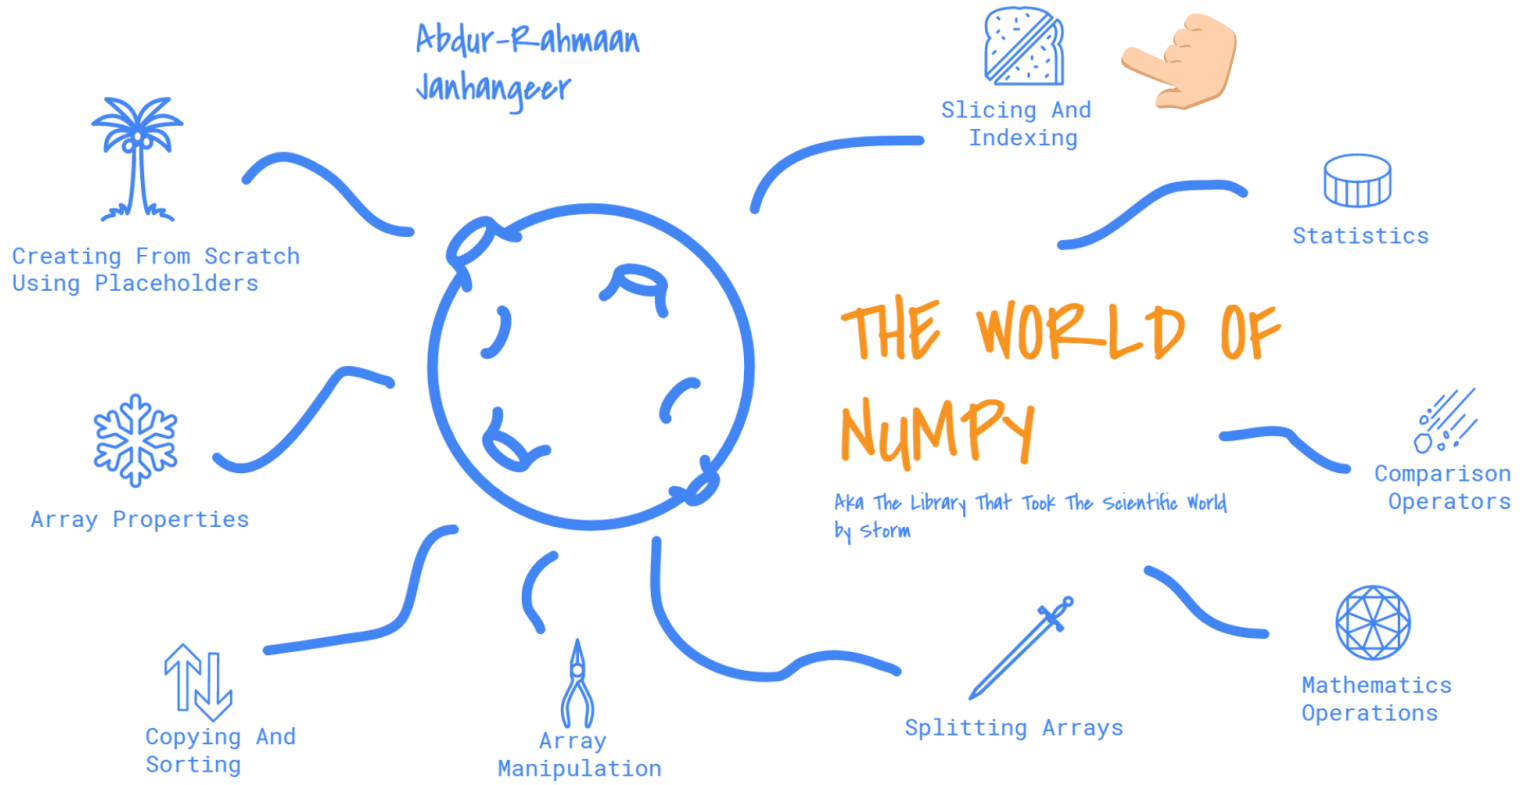 Abdur-Rahmaan
Janhangeer
Slicing And
Indexing
Statistics
Creating From Scratch
Using Placeholders
THE WORLD OF
NUMPY
Aka The Library That Took The Scientific World
by Storm
Comparison
Operators
Array Properties
Mathematics
Operations
Splitting Arrays
Copying And
Sorting
Array
Manipulation